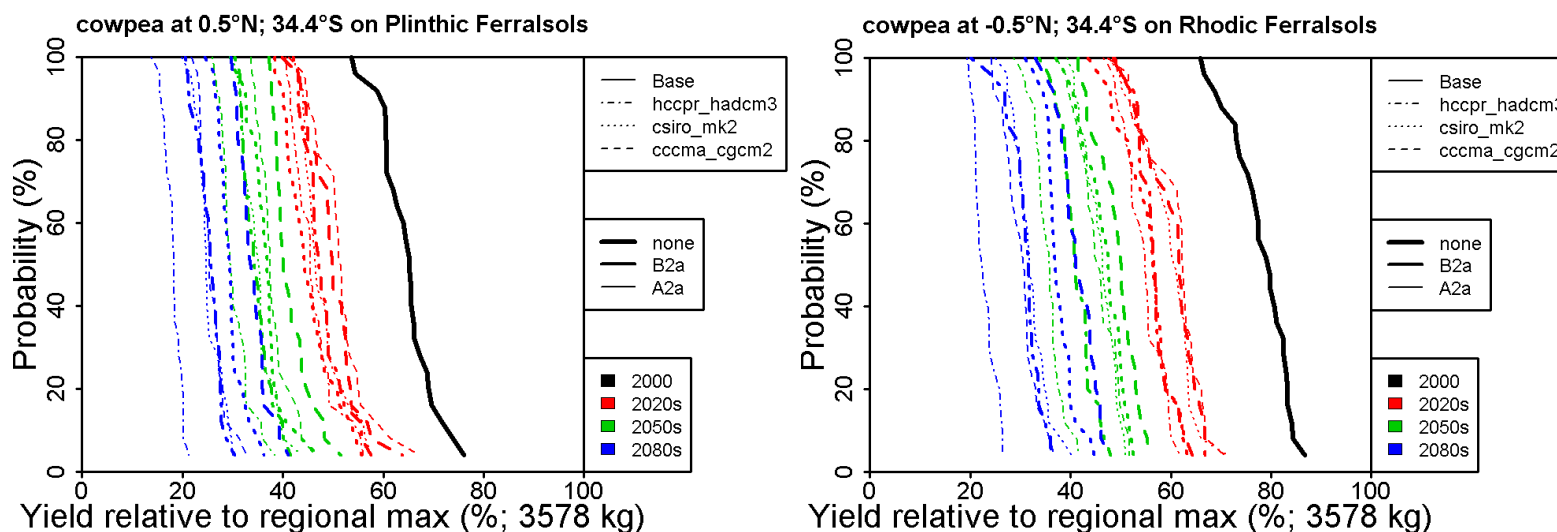 cowpea at 0.5°N; 34.4°S on Plinthic Ferralsols
Probability (%)
100
80
60
40
20
0
0 20 40 60 80 100
Yield relative to regional max (%; 3578 kg)
Base
hccpr_hadcm3
csiro_mk2
cccma_cgcm2
none
B2a
A2a
2000
2020s
2050s
2080s
cowpea at -0.5°N; 34.4°S on Rhodic Ferralsols
Probability (%)
100
80
60
40
20
0
0 20 40 60 80 100
Yield relative to regional max (%; 3578 kg)
Base
hccpr_hadcm3
csiro_mk2
cccma_cgcm2
none
B2a
A2a
2000
2020s
2050s
2080s